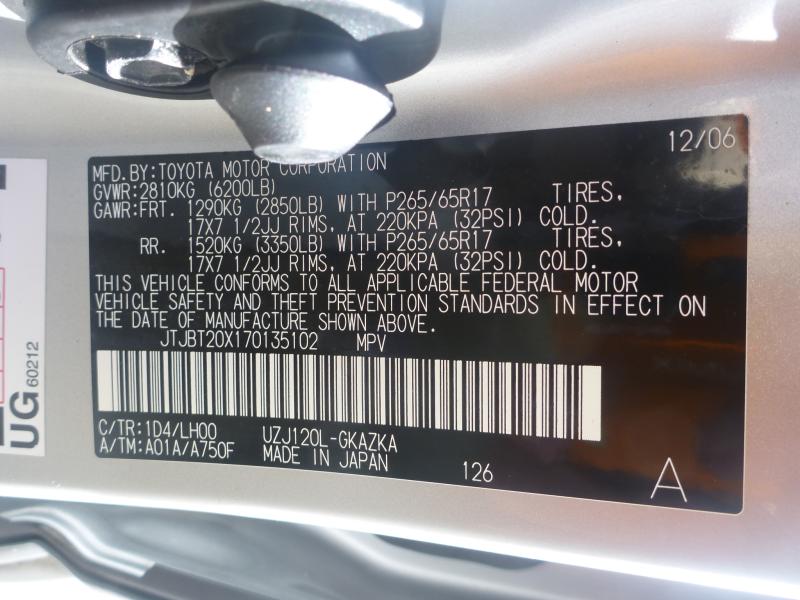 12/06
MFD. BY: TOYOTA MOTOR CORPORATION
GVWR: 2810KG (6200LB)
GAWR: FRT. 1290KG (2850LB) WITH P265/65R17 TIRES,
17X7 1/2JJ RIMS, AT 220KPA (32PSI) COLD.
RR. 1520KG (3350LB) WITH P265/65R17 TIRES,
17X7 1/2JJ RIMS, AT 220KPA (32PSI) COLD.
THIS VEHICLE CONFORMS TO ALL APPLICABLE FEDERAL MOTOR
VEHICLE SAFETY AND THEFT PREVENTION STANDARDS IN EFFECT ON
THE DATE OF MANUFACTURE SHOWN ABOVE.
JTJBT20X170135102 MPV
C/TR: 1D4/LH00 UZJ120L-GKAZKA
A/TM: A01A/A750F MADE IN JAPAN
126
A
UG 60212